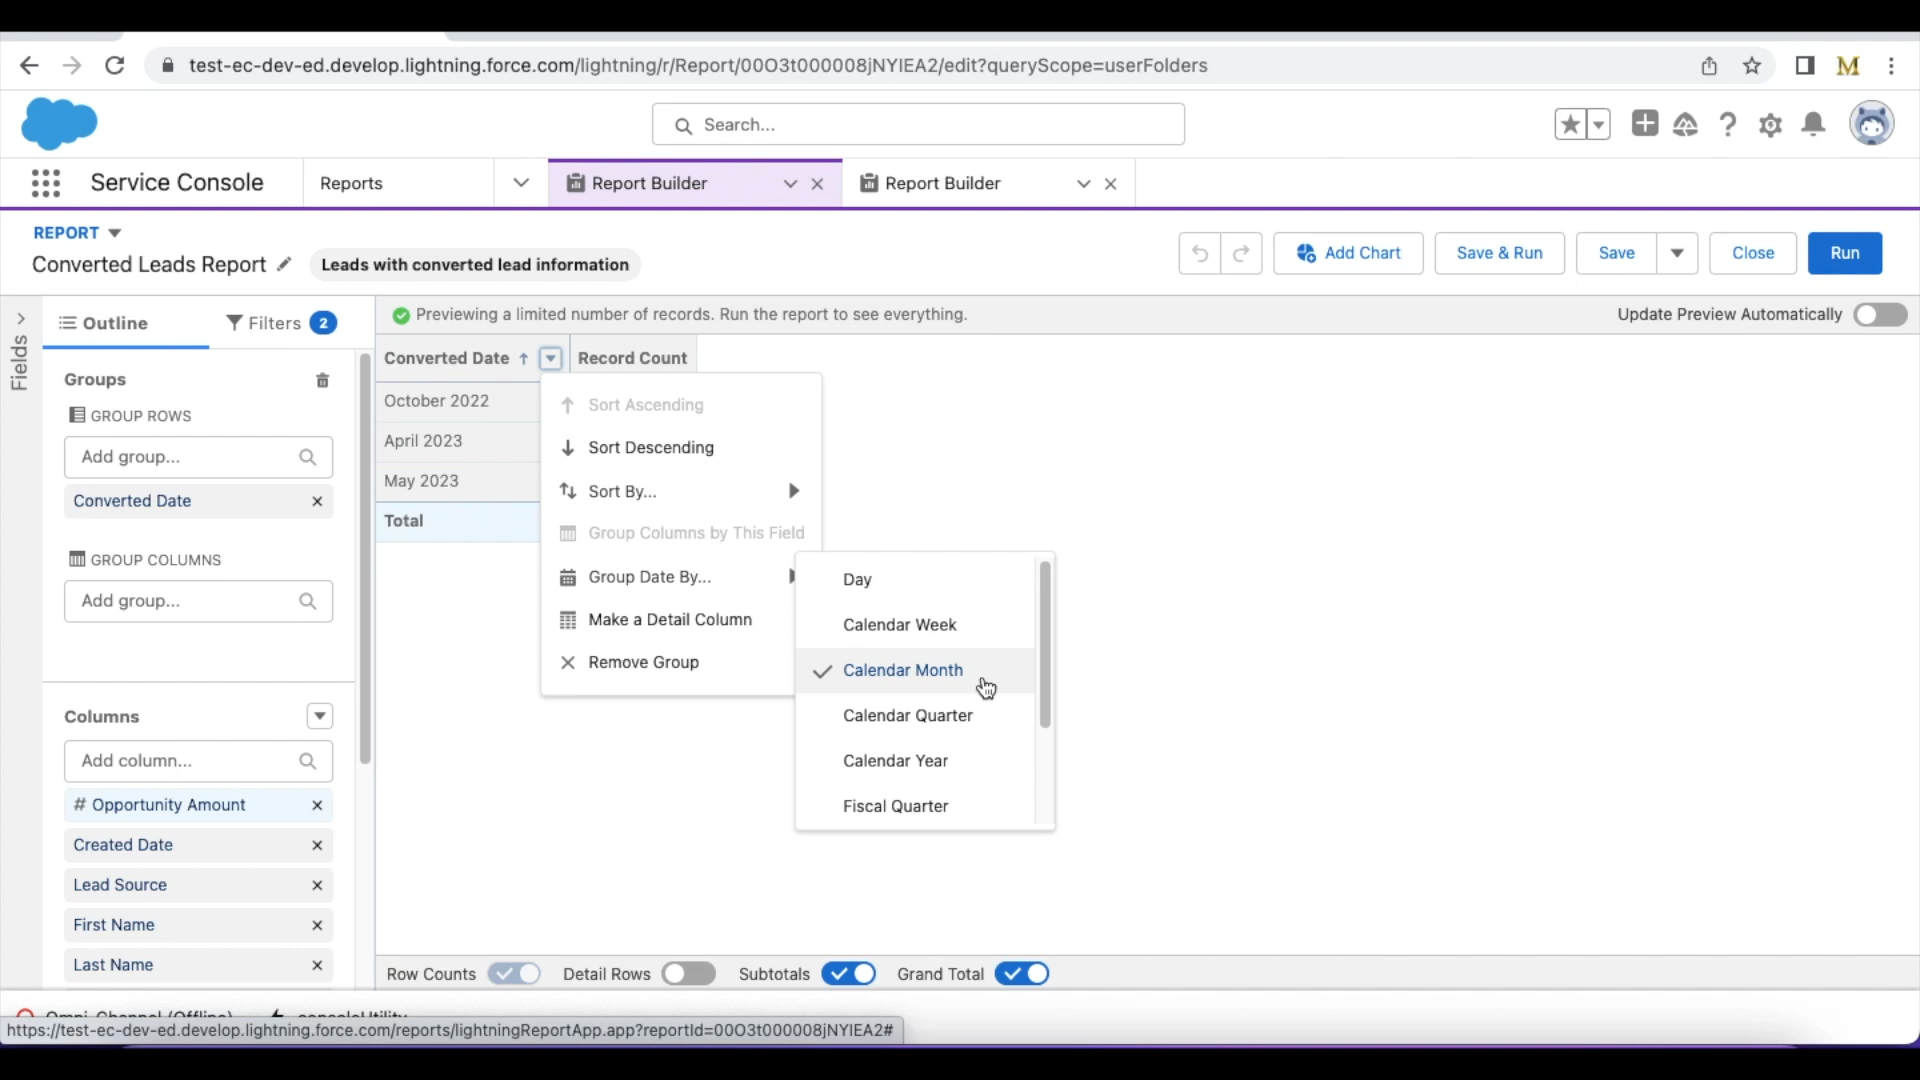 test-ec-dev-ed.develop.lightning.force.com/lightning/r/Report/00O3t000008jNYIEA2/edit?queryScope=userFolders
M
Search...
Service Console
Reports
Report Builder
Report Builder
REPORT
Converted Leads Report
Leads with converted lead information
Add Chart
Save & Run
Save
Close
Run
Fields
Outline
Filters 2
Previewing a limited number of records. Run the report to see everything.
Update Preview Automatically
Groups
GROUP ROWS
Add group...
Converted Date
GROUP COLUMNS
Add group...
Columns
Add column...
# Opportunity Amount
Created Date
Lead Source
First Name
Last Name
Converted Date
Record Count
October 2022
April 2023
May 2023
Total
Sort Ascending
Sort Descending
Sort By...
Group Columns by This Field
Group Date By...
Make a Detail Column
Remove Group
Day
Calendar Week
Calendar Month
Calendar Quarter
Calendar Year
Fiscal Quarter
Row Counts
Detail Rows
Subtotals
Grand Total
Omni-Channel (Offline)
consoleUtility
https://test-ec-dev-ed.develop.lightning.force.com/reports/lightningReportApp.app?reportId=00O3t000008jNYIEA2#